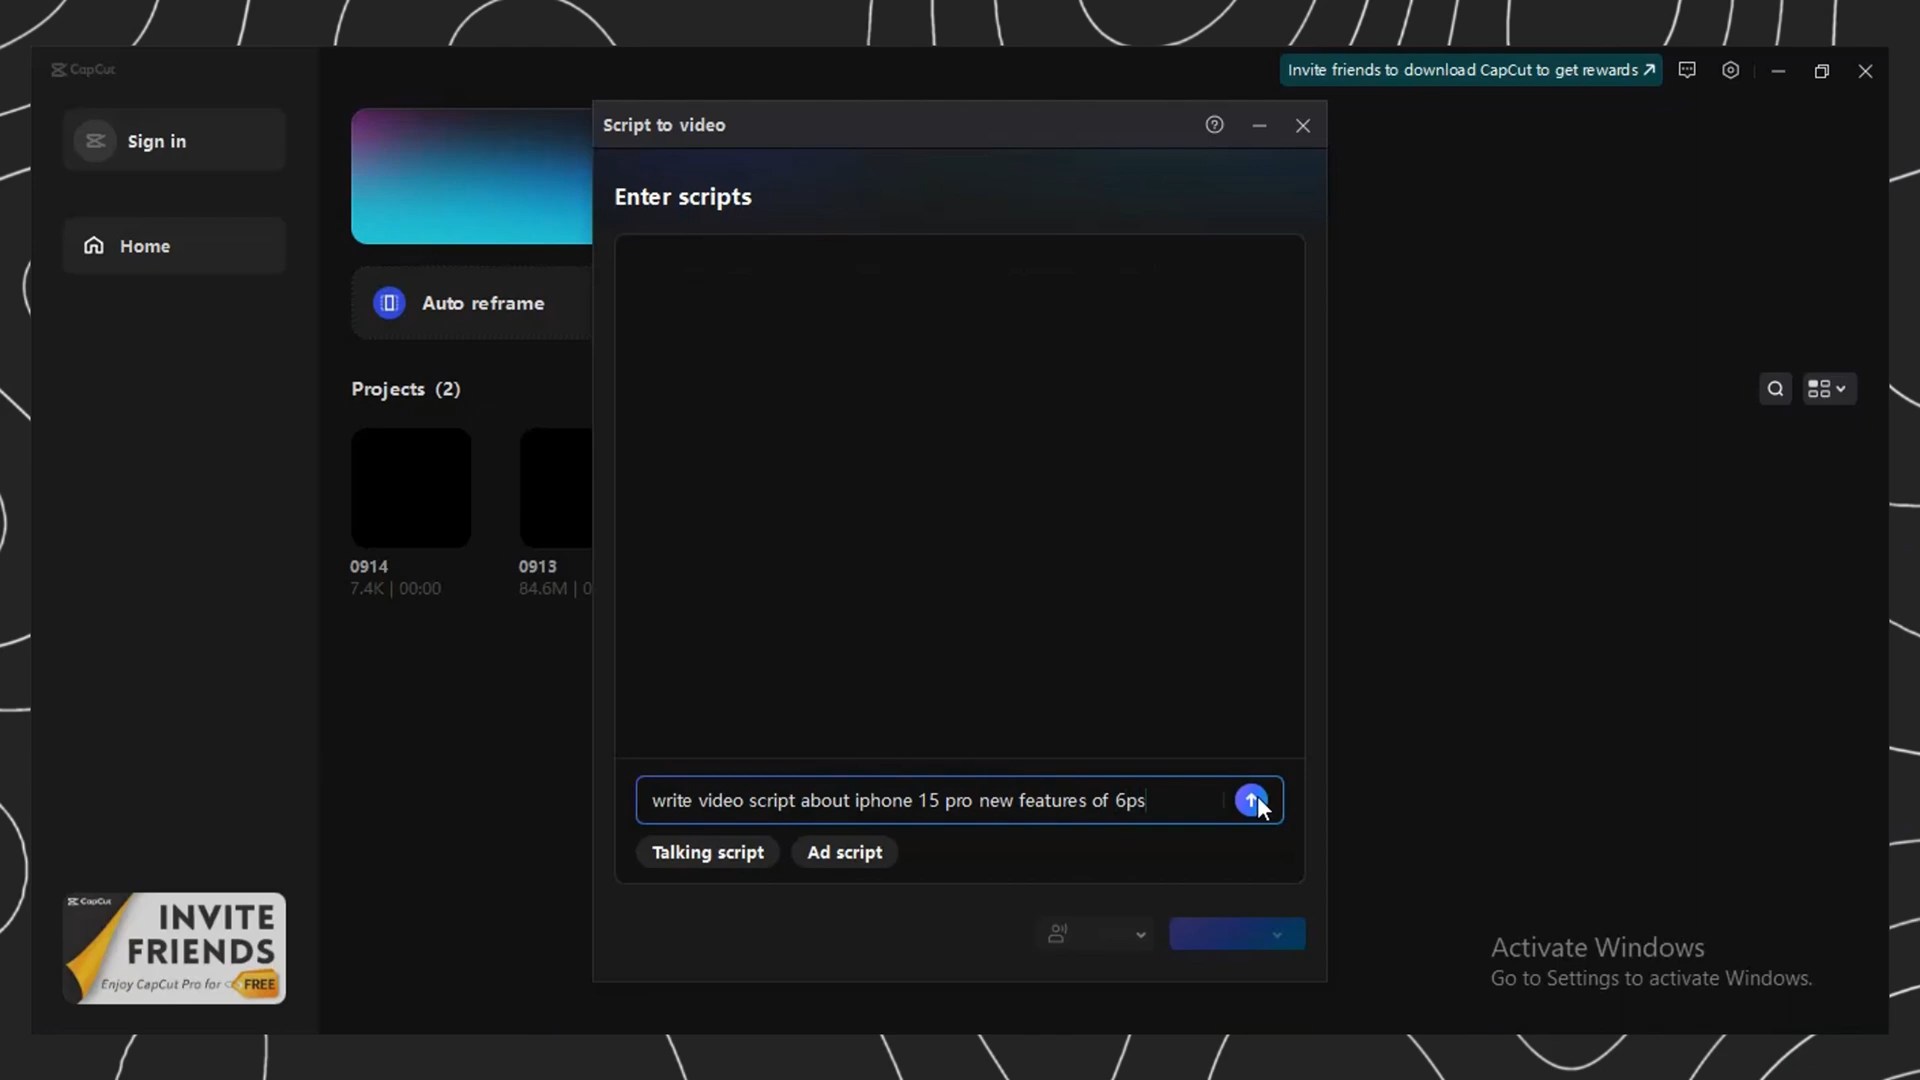 CapCut
Invite friends to download CapCut to get rewards
Sign in
Home
Script to video
Enter scripts
Auto reframe
Projects (2)
0914
7.4K | 00:00
0913
84.6M | 0
write video script about iphone 15 pro new features of 6ps
Talking script
Ad script
CapCut
INVITE
FRIENDS
Enjoy CapCut Pro for FREE
Activate Windows
Go to Settings to activate Windows.